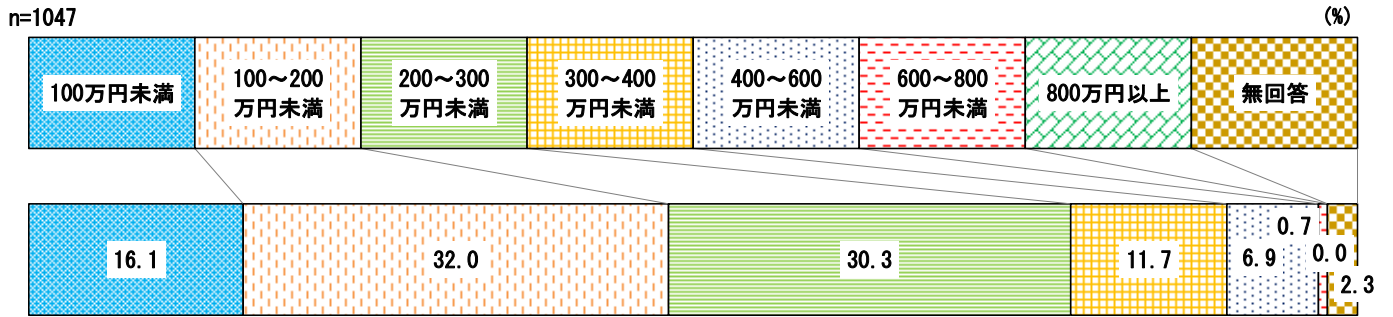 n=1047
(%)
100万円未満
100～200
万円未満
200～300
万円未満
300～400
万円未満
400～600
万円未満
600～800
万円未満
800万円以上
無回答
16.1
32.0
30.3
11.7
6.9
0.7
0.0
2.3